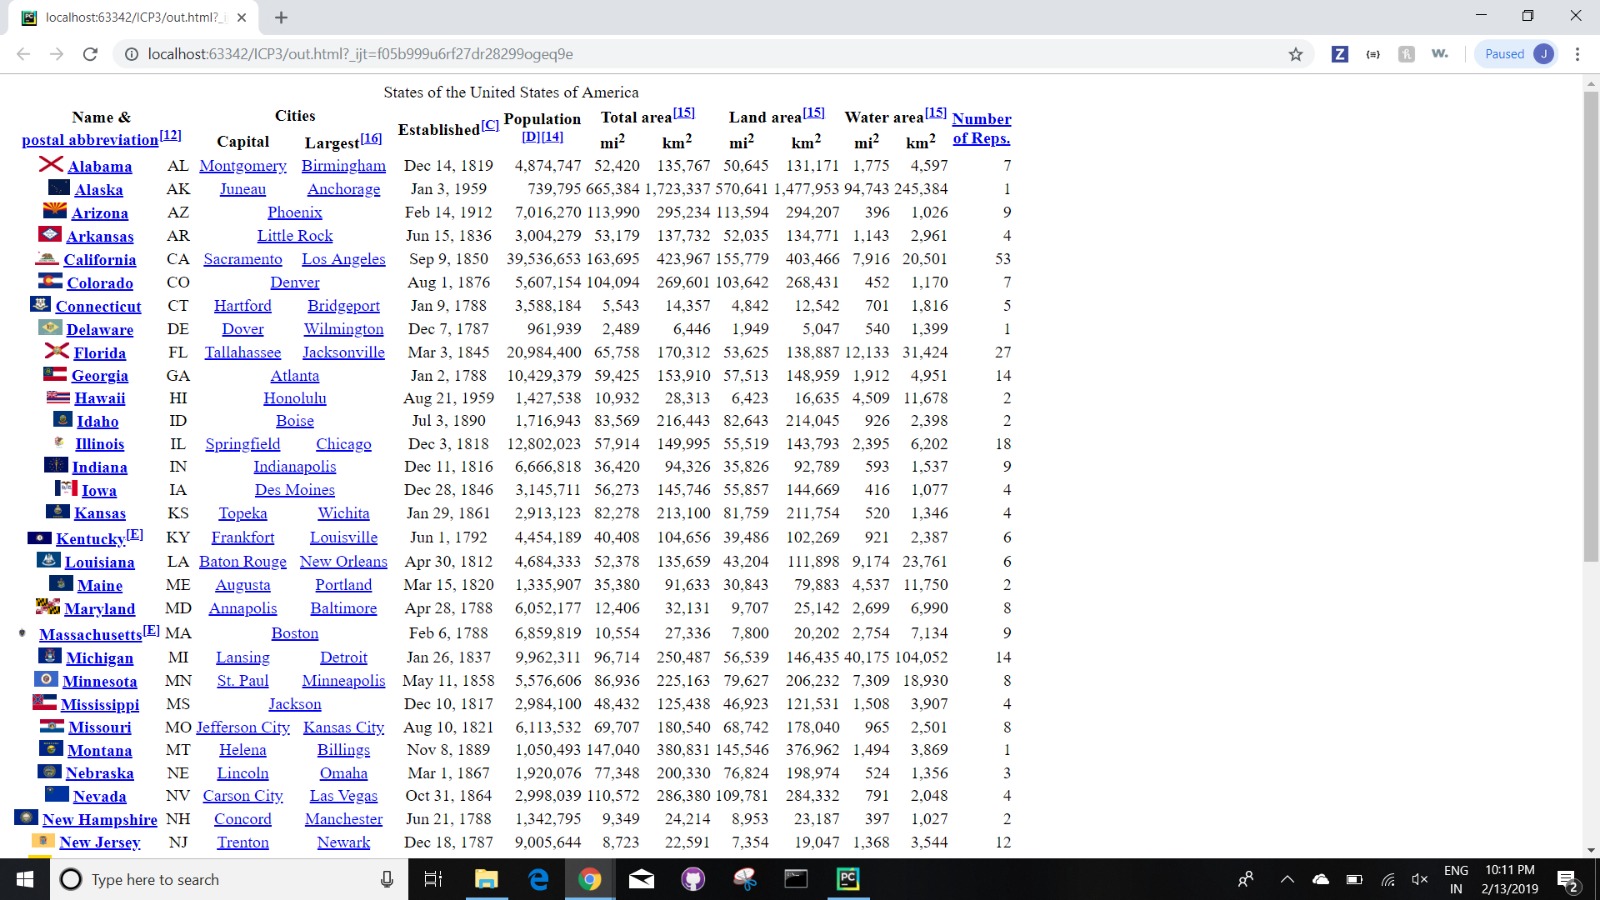 localhost:63342/ICP3/out.html?_i
localhost:63342/ICP3/out.html?_ijt=f05b999u6rf27dr28299ogeq9e
Paused J
States of the United States of America
Name & postal abbreviation[12] Cities Established[C] Population [D][14] Total area[15] Land area[15] Water area[15] Number of Reps.
Capital Largest[16] mi2 km2 mi2 km2 mi2 km2
Alabama AL Montgomery Birmingham Dec 14, 1819 4,874,747 52,420 135,767 50,645 131,171 1,775 4,597 7
Alaska AK Juneau Anchorage Jan 3, 1959 739,795 665,384 1,723,337 570,641 1,477,953 94,743 245,384 1
Arizona AZ Phoenix Feb 14, 1912 7,016,270 113,990 295,234 113,594 294,207 396 1,026 9
Arkansas AR Little Rock Jun 15, 1836 3,004,279 53,179 137,732 52,035 134,771 1,143 2,961 4
California CA Sacramento Los Angeles Sep 9, 1850 39,536,653 163,695 423,967 155,779 403,466 7,916 20,501 53
Colorado CO Denver Aug 1, 1876 5,607,154 104,094 269,601 103,642 268,431 452 1,170 7
Connecticut CT Hartford Bridgeport Jan 9, 1788 3,588,184 5,543 14,357 4,842 12,542 701 1,816 5
Delaware DE Dover Wilmington Dec 7, 1787 961,939 2,489 6,446 1,949 5,047 540 1,399 1
Florida FL Tallahassee Jacksonville Mar 3, 1845 20,984,400 65,758 170,312 53,625 138,887 12,133 31,424 27
Georgia GA Atlanta Jan 2, 1788 10,429,379 59,425 153,910 57,513 148,959 1,912 4,951 14
Hawaii HI Honolulu Aug 21, 1959 1,427,538 10,932 28,313 6,423 16,635 4,509 11,678 2
Idaho ID Boise Jul 3, 1890 1,716,943 83,569 216,443 82,643 214,045 926 2,398 2
Illinois IL Springfield Chicago Dec 3, 1818 12,802,023 57,914 149,995 55,519 143,793 2,395 6,202 18
Indiana IN Indianapolis Dec 11, 1816 6,666,818 36,420 94,326 35,826 92,789 593 1,537 9
Iowa IA Des Moines Dec 28, 1846 3,145,711 56,273 145,746 55,857 144,669 416 1,077 4
Kansas KS Topeka Wichita Jan 29, 1861 2,913,123 82,278 213,100 81,759 211,754 520 1,346 4
Kentucky[E] KY Frankfort Louisville Jun 1, 1792 4,454,189 40,408 104,656 39,486 102,269 921 2,387 6
Louisiana LA Baton Rouge New Orleans Apr 30, 1812 4,684,333 52,378 135,659 43,204 111,898 9,174 23,761 6
Maine ME Augusta Portland Mar 15, 1820 1,335,907 35,380 91,633 30,843 79,883 4,537 11,750 2
Maryland MD Annapolis Baltimore Apr 28, 1788 6,052,177 12,406 32,131 9,707 25,142 2,699 6,990 8
Massachusetts[E] MA Boston Feb 6, 1788 6,859,819 10,554 27,336 7,800 20,202 2,754 7,134 9
Michigan MI Lansing Detroit Jan 26, 1837 9,962,311 96,714 250,487 56,539 146,435 40,175 104,052 14
Minnesota MN St. Paul Minneapolis May 11, 1858 5,576,606 86,936 225,163 79,627 206,232 7,309 18,930 8
Mississippi MS Jackson Dec 10, 1817 2,984,100 48,432 125,438 46,923 121,531 1,508 3,907 4
Missouri MO Jefferson City Kansas City Aug 10, 1821 6,113,532 69,707 180,540 68,742 178,040 965 2,501 8
Montana MT Helena Billings Nov 8, 1889 1,050,493 147,040 380,831 145,546 376,962 1,494 3,869 1
Nebraska NE Lincoln Omaha Mar 1, 1867 1,920,076 77,348 200,330 76,824 198,974 524 1,356 3
Nevada NV Carson City Las Vegas Oct 31, 1864 2,998,039 110,572 286,380 109,781 284,332 791 2,048 4
New Hampshire NH Concord Manchester Jun 21, 1788 1,342,795 9,349 24,214 8,953 23,187 397 1,027 2
New Jersey NJ Trenton Newark Dec 18, 1787 9,005,644 8,723 22,591 7,354 19,047 1,368 3,544 12
Type here to search
ENG 10:11 PM
IN 2/13/2019
2